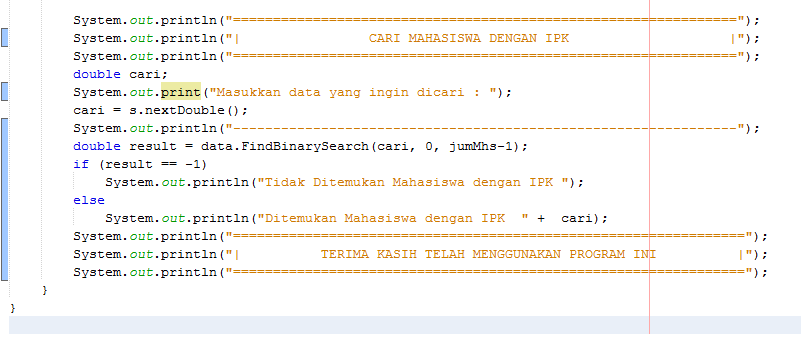 System.out.println("===============================================================");
System.out.println("|                CARI MAHASISWA DENGAN IPK                    |");
System.out.println("===============================================================");
double cari;
System.out.print("Masukkan data yang ingin dicari : ");
cari = s.nextDouble();
System.out.println("---------------------------------------------------------------");
double result = data.FindBinarySearch(cari, 0, jumMhs-1);
if (result == -1)
    System.out.println("Tidak Ditemukan Mahasiswa dengan IPK ");
else
    System.out.println("Ditemukan Mahasiswa dengan IPK  " +  cari);
System.out.println("================================================================");
System.out.println("|          TERIMA KASIH TELAH MENGGUNAKAN PROGRAM INI          |");
System.out.println("================================================================");
}
}